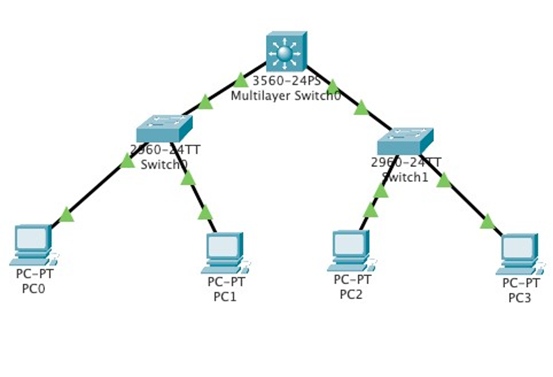 3560-24PS
Multilayer Switch0
2960-24TT
Switch0
2960-24TT
Switch1
PC-PT
PC0
PC-PT
PC1
PC-PT
PC2
PC-PT
PC3